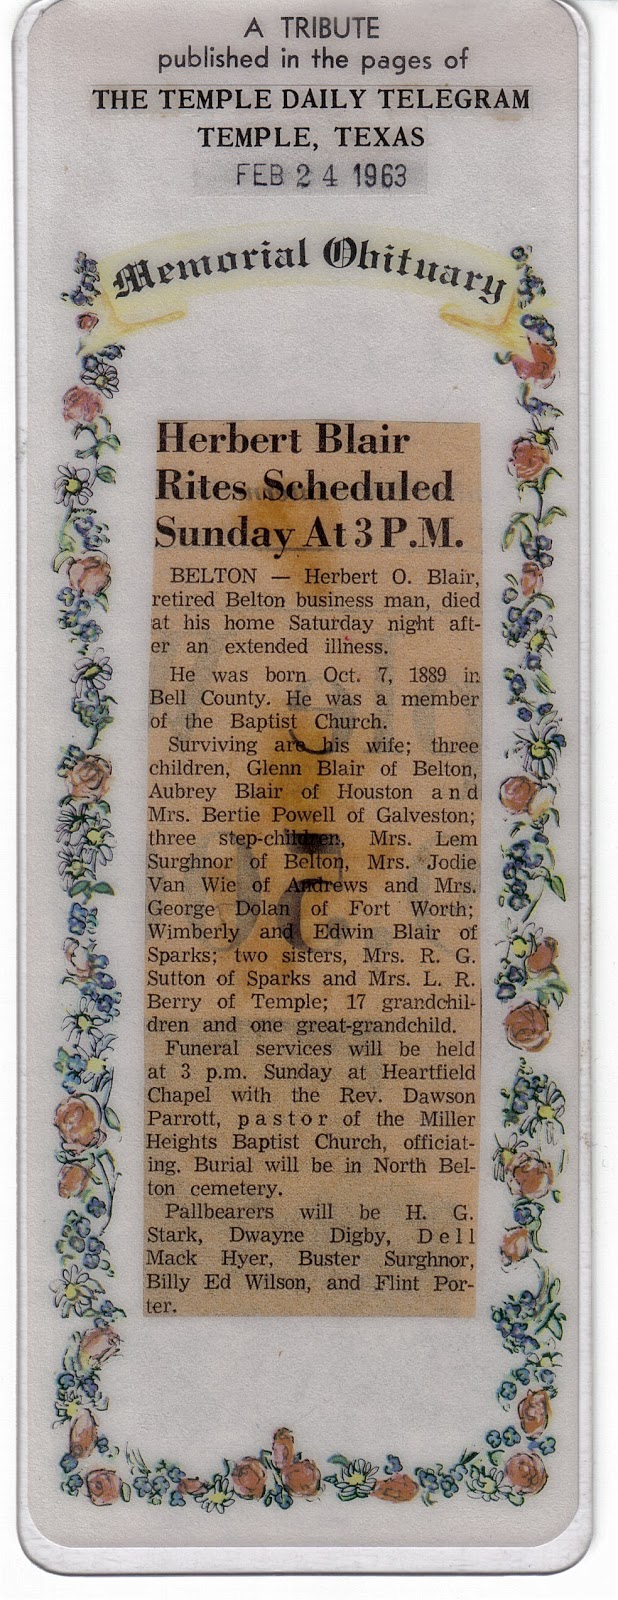 A TRIBUTE
published in the pages of
THE TEMPLE DAILY TELEGRAM
TEMPLE, TEXAS
FEB 24 1963
Memorial Obituary
Herbert Blair
Rites Scheduled
Sunday At 3 P.M.
BELTON — Herbert O. Blair,
retired Belton business man, died
at his home Saturday night aft-
er an extended illness.
He was born Oct. 7, 1889 in
Bell County. He was a member
of the Baptist Church.
Surviving are his wife; three
children, Glenn Blair of Belton,
Aubrey Blair of Houston and
Mrs. Bertie Powell of Galveston;
three step-children, Mrs. Lem
Surghnor of Belton, Mrs. Jodie
Van Wie of Andrews and Mrs.
George Dolan of Fort Worth;
Wimberly and Edwin Blair of
Sparks; two sisters, Mrs. R. G.
Sutton of Sparks and Mrs. L. R.
Berry of Temple; 17 grandchil-
dren and one great-grandchild.
Funeral services will be held
at 3 p.m. Sunday at Heartfield
Chapel with the Rev. Dawson
Parrott, pastor of the Miller
Heights Baptist Church, officiat-
ing. Burial will be in North Bel-
ton cemetery.
Pallbearers will be H. G.
Stark, Dwayne Digby, Dell
Mack Hyer, Buster Surghnor,
Billy Ed Wilson, and Flint Por-
ter.